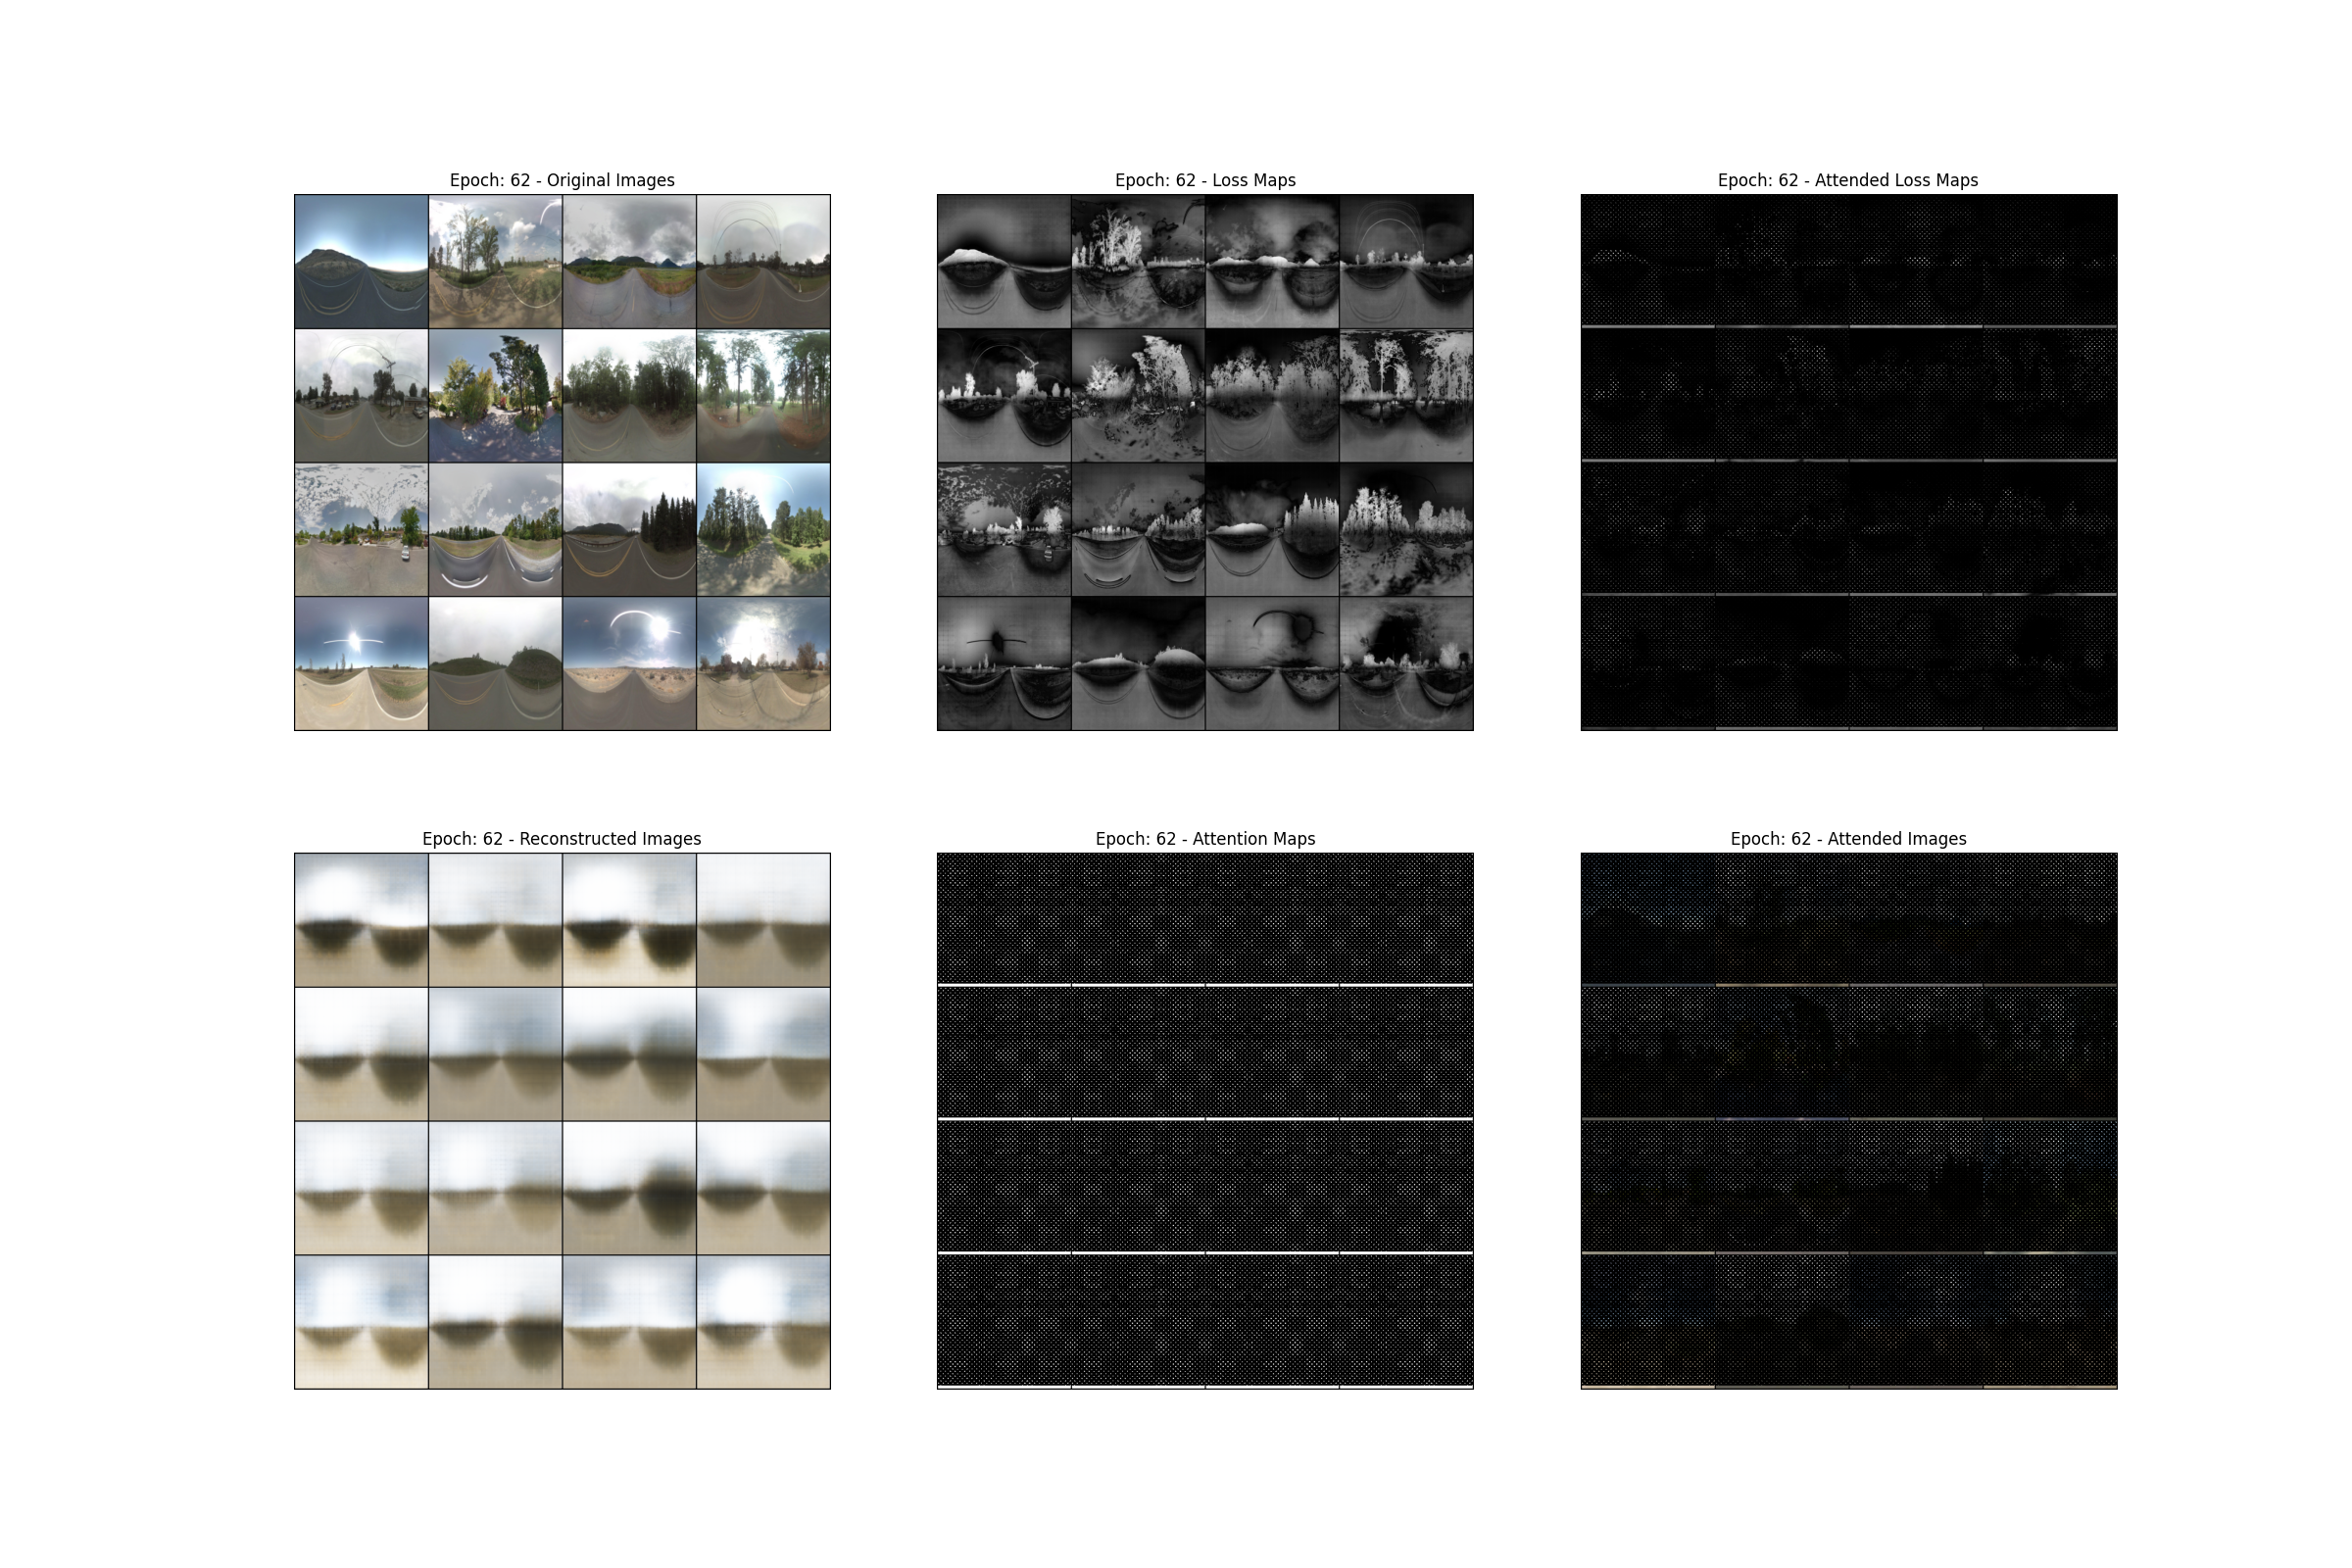 Epoch: 62 - Original Images
Epoch: 62 - Loss Maps
Epoch: 62 - Attended Loss Maps
Epoch: 62 - Reconstructed Images
Epoch: 62 - Attention Maps
Epoch: 62 - Attended Images